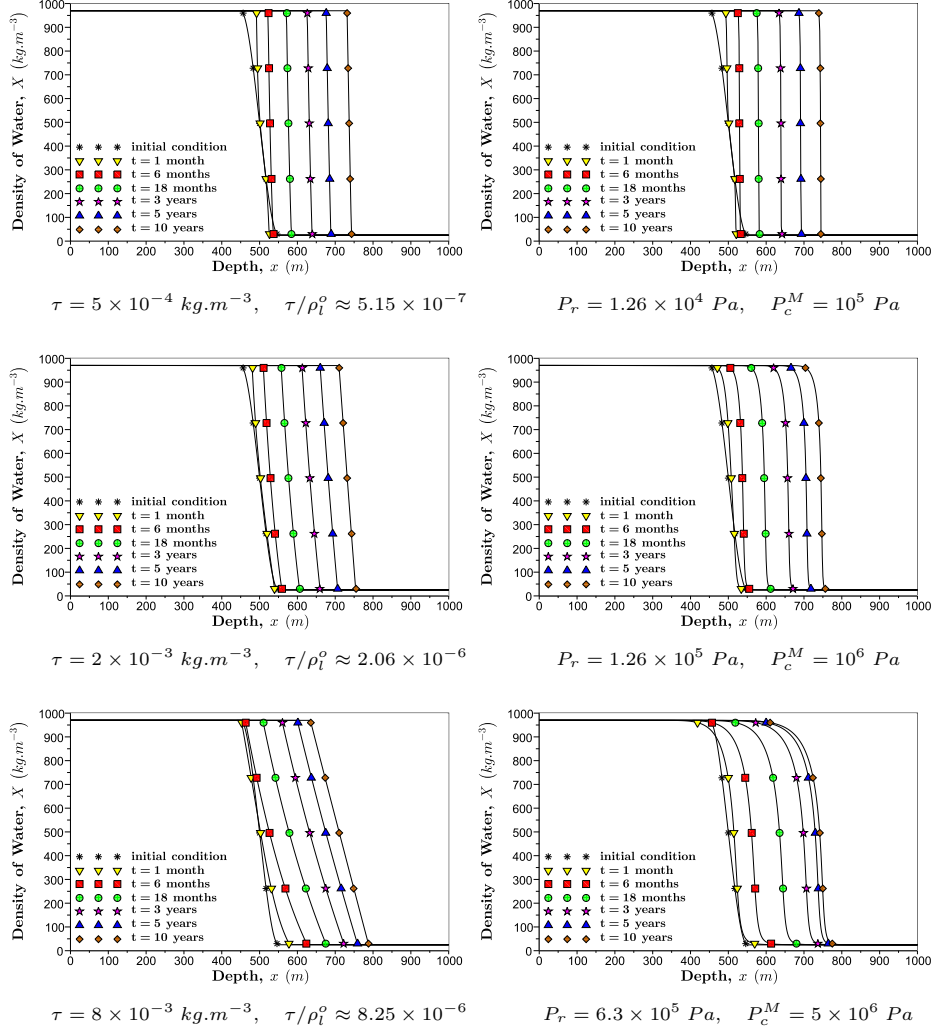 1000
900
800
700
600
500
400
300
200
100
0
Density of Water, X (kg.m⁻³)
initial condition
t = 1 month
t = 6 months
t = 18 months
t = 3 years
t = 5 years
t = 10 years
0 100 200 300 400 500 600 700 800 900 1000
Depth, x (m)
τ = 5 × 10⁻⁴ kg.m⁻³, τ/ρₗᵒ ≈ 5.15 × 10⁻⁷
1000
900
800
700
600
500
400
300
200
100
0
Density of Water, X (kg.m⁻³)
initial condition
t = 1 month
t = 6 months
t = 18 months
t = 3 years
t = 5 years
t = 10 years
0 100 200 300 400 500 600 700 800 900 1000
Depth, x (m)
P_r = 1.26 × 10⁴ Pa, P_c^M = 10⁵ Pa
1000
900
800
700
600
500
400
300
200
100
0
Density of Water, X (kg.m⁻³)
initial condition
t = 1 month
t = 6 months
t = 18 months
t = 3 years
t = 5 years
t = 10 years
0 100 200 300 400 500 600 700 800 900 1000
Depth, x (m)
τ = 2 × 10⁻³ kg.m⁻³, τ/ρₗᵒ ≈ 2.06 × 10⁻⁶
1000
900
800
700
600
500
400
300
200
100
0
Density of Water, X (kg.m⁻³)
initial condition
t = 1 month
t = 6 months
t = 18 months
t = 3 years
t = 5 years
t = 10 years
0 100 200 300 400 500 600 700 800 900 1000
Depth, x (m)
P_r = 1.26 × 10⁵ Pa, P_c^M = 10⁶ Pa
1000
900
800
700
600
500
400
300
200
100
0
Density of Water, X (kg.m⁻³)
initial condition
t = 1 month
t = 6 months
t = 18 months
t = 3 years
t = 5 years
t = 10 years
0 100 200 300 400 500 600 700 800 900 1000
Depth, x (m)
τ = 8 × 10⁻³ kg.m⁻³, τ/ρₗᵒ ≈ 8.25 × 10⁻⁶
1000
900
800
700
600
500
400
300
200
100
0
Density of Water, X (kg.m⁻³)
initial condition
t = 1 month
t = 6 months
t = 18 months
t = 3 years
t = 5 years
t = 10 years
0 100 200 300 400 500 600 700 800 900 1000
Depth, x (m)
P_r = 6.3 × 10⁵ Pa, P_c^M = 5 × 10⁶ Pa